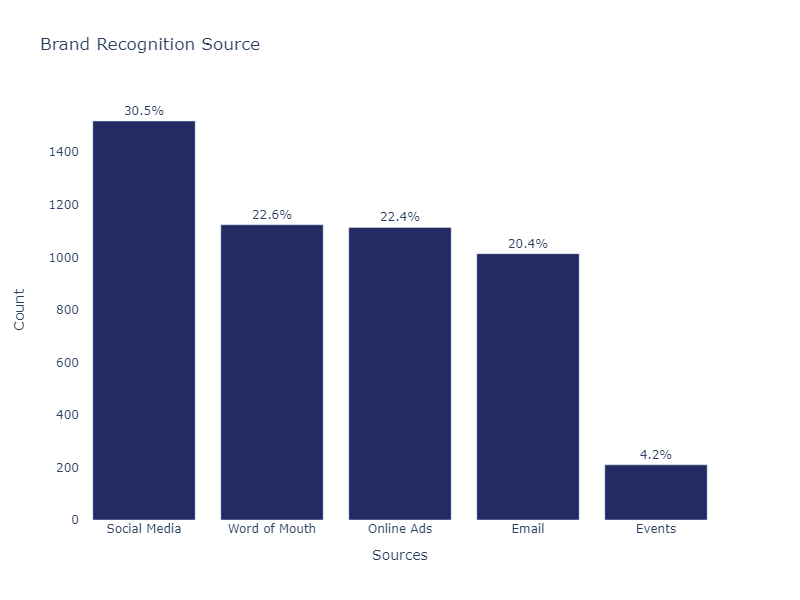 Brand Recognition Source
30.5%
22.6%
22.4%
20.4%
4.2%
1400
1200
1000
800
600
400
200
0
Count
Social Media
Word of Mouth
Online Ads
Email
Events
Sources